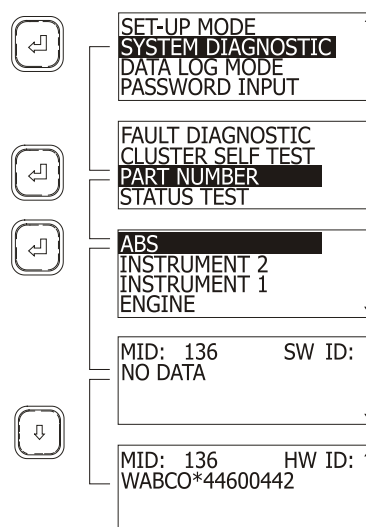 SET-UP MODE
SYSTEM DIAGNOSTIC
DATA LOG MODE
PASSWORD INPUT
FAULT DIAGNOSTIC
CLUSTER SELF TEST
PART NUMBER
STATUS TEST
ABS
INSTRUMENT 2
INSTRUMENT 1
ENGINE
MID: 136 SW ID:
NO DATA
MID: 136 HW ID:
WABCO*44600442